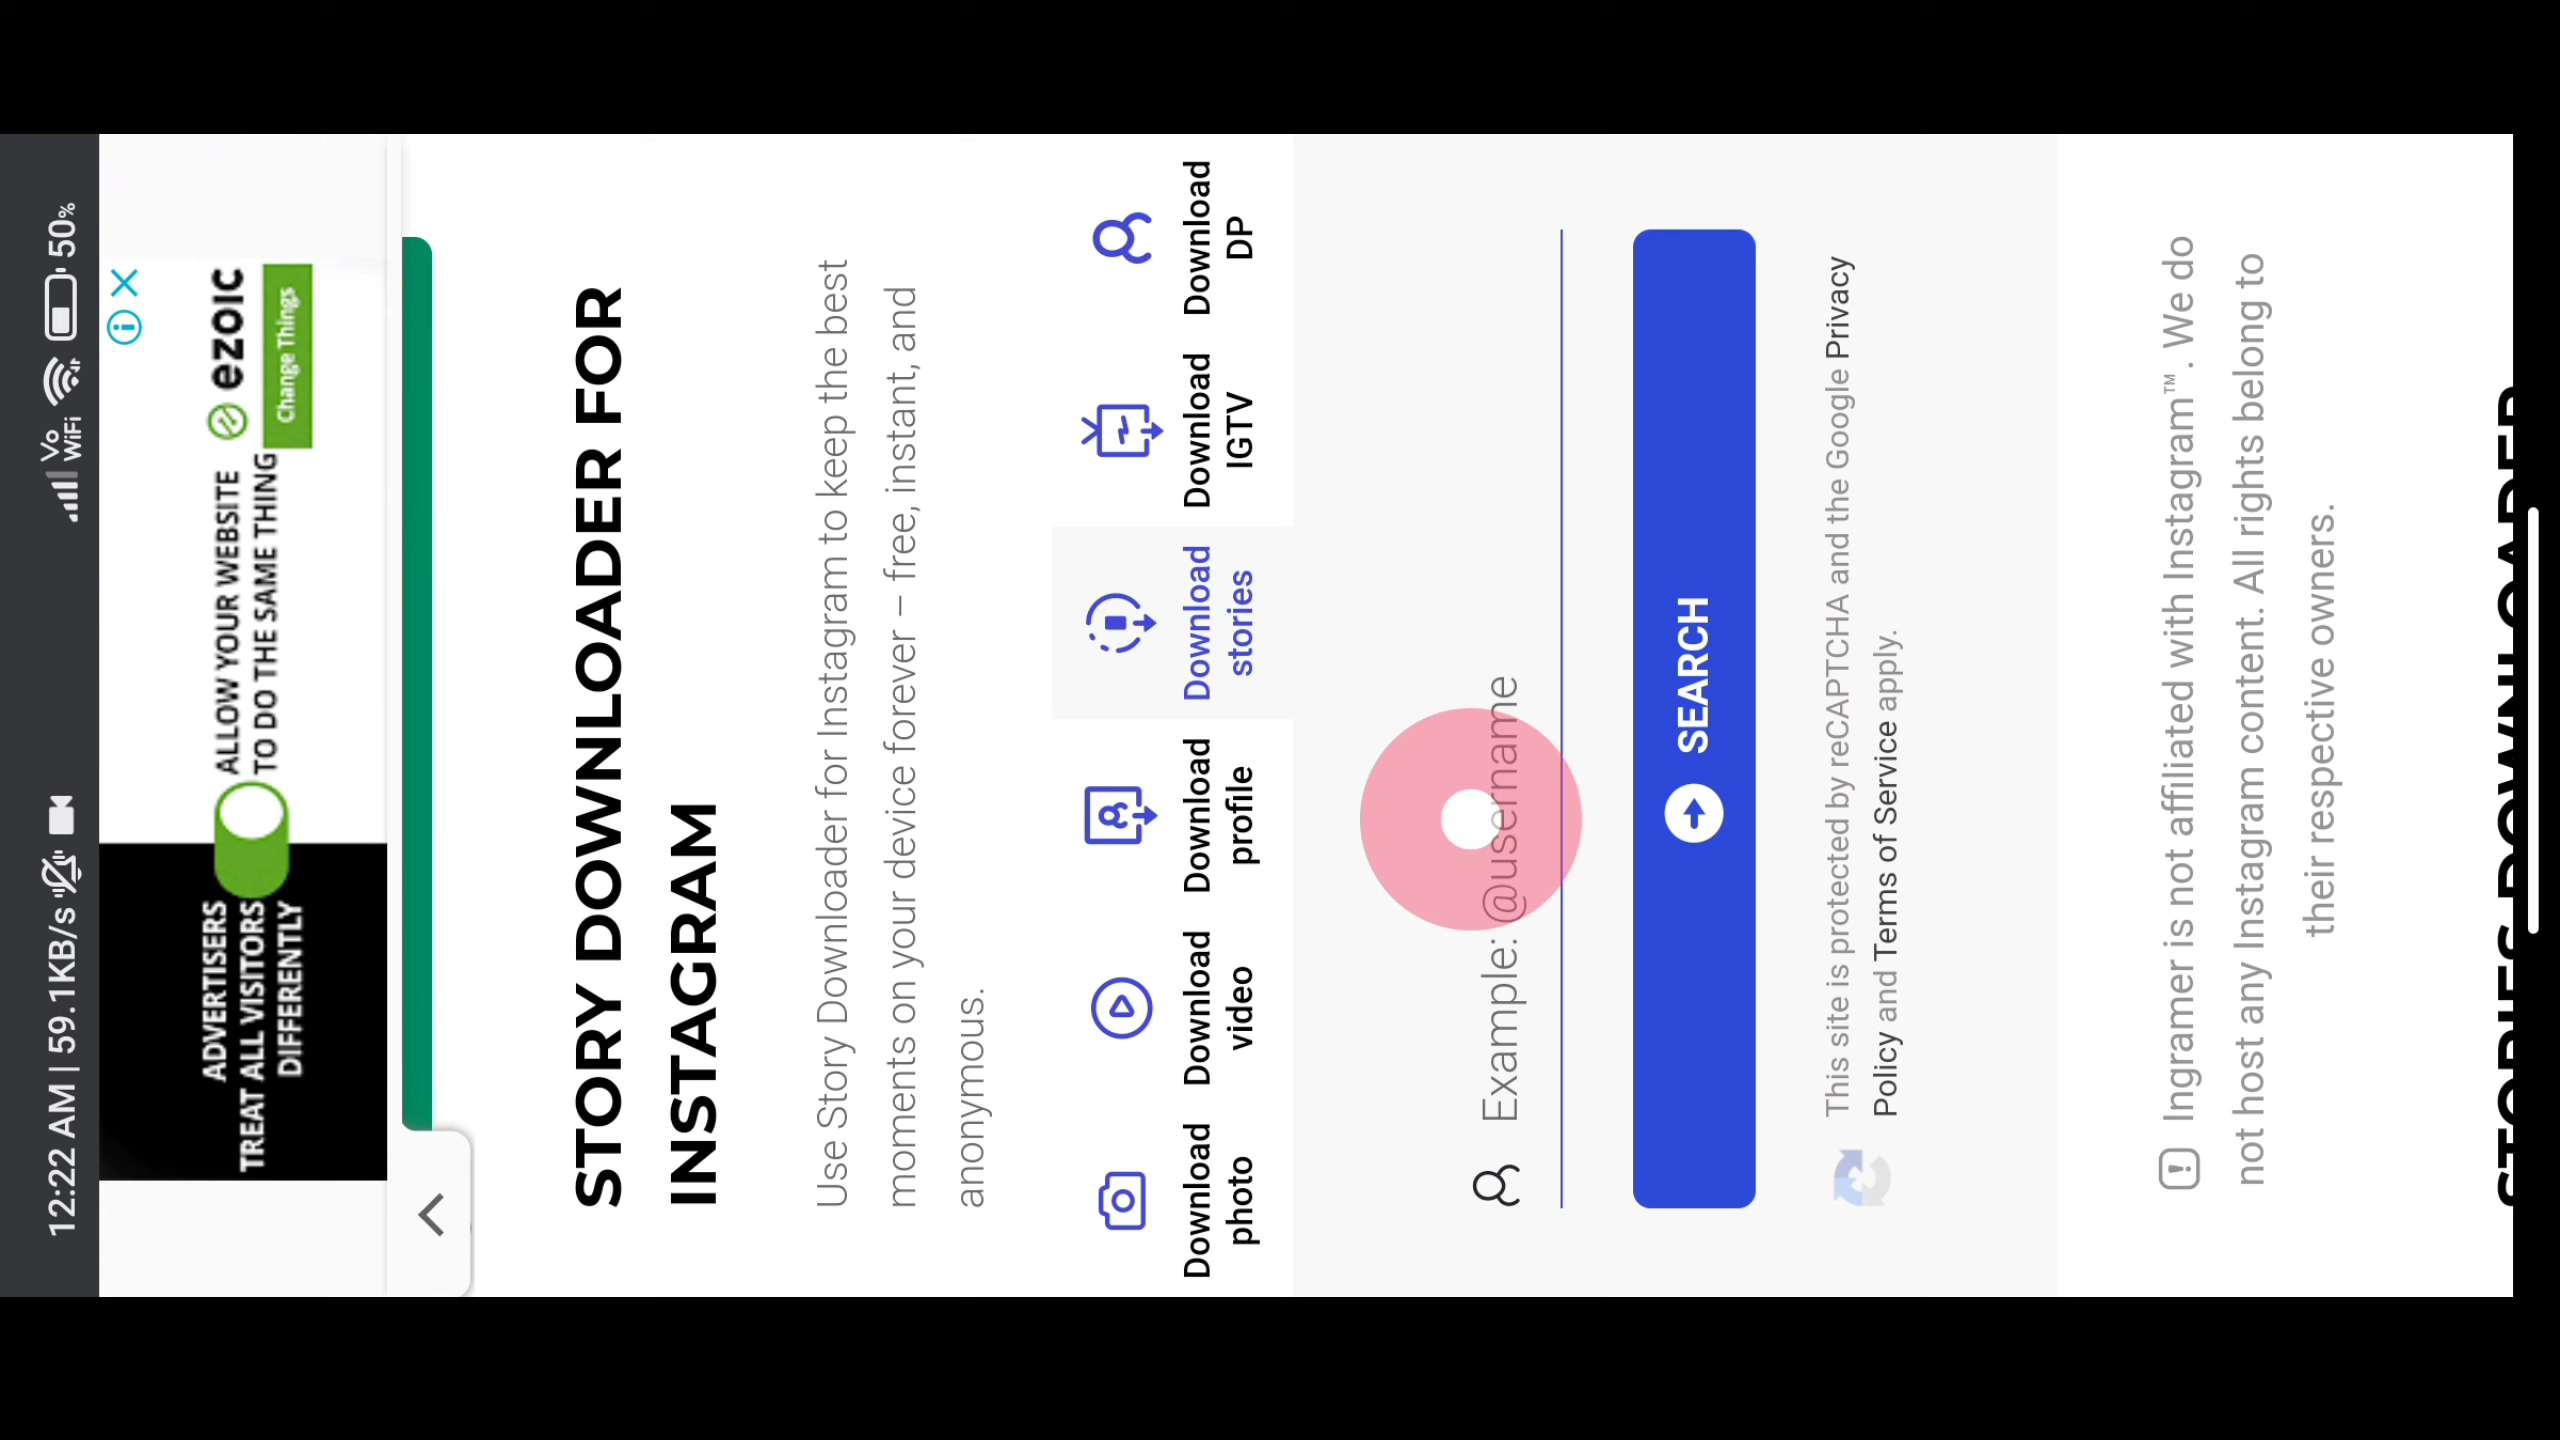 12:22 AM | 59.1KB/s Vo WiFi 50%
ADVERTISERS
TREAT ALL VISITORS
DIFFERENTLY
ALLOW YOUR WEBSITE
TO DO THE SAME THING
ezoic
Change Things
STORY DOWNLOADER FOR
INSTAGRAM
Use Story Downloader for Instagram to keep the best
moments on your device forever – free, instant, and
anonymous.
Download photo
Download video
Download profile
Download stories
Download IGTV
Download DP
Example: @username
SEARCH
This site is protected by reCAPTCHA and the Google Privacy
Policy and Terms of Service apply.
Ingramer is not affiliated with Instagram™. We do
not host any Instagram content. All rights belong to
their respective owners.
STORIES DOWNLOADER